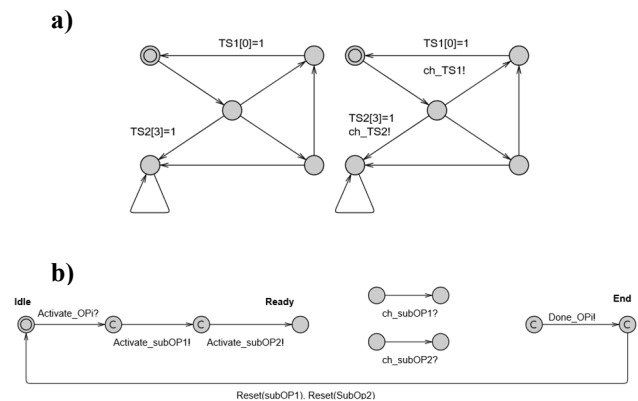 a)
TS1[0]=1
TS1[0]=1
ch_TS1!
TS2[3]=1
TS2[3]=1
ch_TS2!
b)
Idle
Ready
End
Activate_OPi?
C
C
C
C
Done_OPi!
Activate_subOP1!
Activate_subOP2!
ch_subOP1?
ch_subOP2?
Reset(subOP1), Reset(SubOp2)